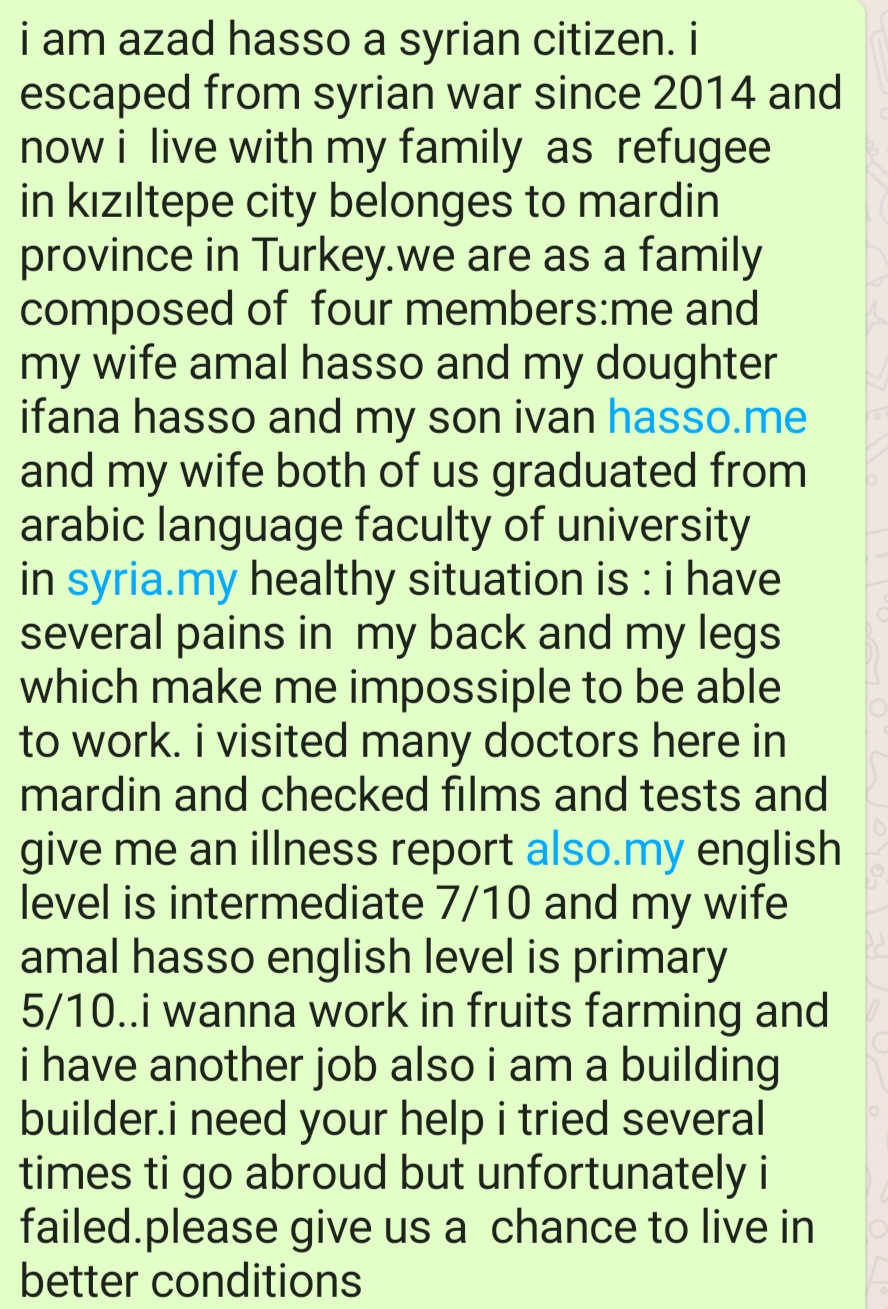 i am azad hasso a syrian citizen. i
escaped from syrian war since 2014 and
now i  live with my family  as  refugee
in kızıltepe city belonges to mardin
province in Turkey.we are as a family
composed of  four members:me and
my wife amal hasso and my doughter
ifana hasso and my son ivan hasso.me
and my wife both of us graduated from
arabic language faculty of university
in syria.my healthy situation is : i have
several pains in  my back and my legs
which make me impossiple to be able
to work. i visited many doctors here in
mardin and checked films and tests and
give me an illness report also.my english
level is intermediate 7/10 and my wife
amal hasso english level is primary
5/10..i wanna work in fruits farming and
i have another job also i am a building
builder.i need your help i tried several
times ti go abroud but unfortunately i
failed.please give us a  chance to live in
better conditions